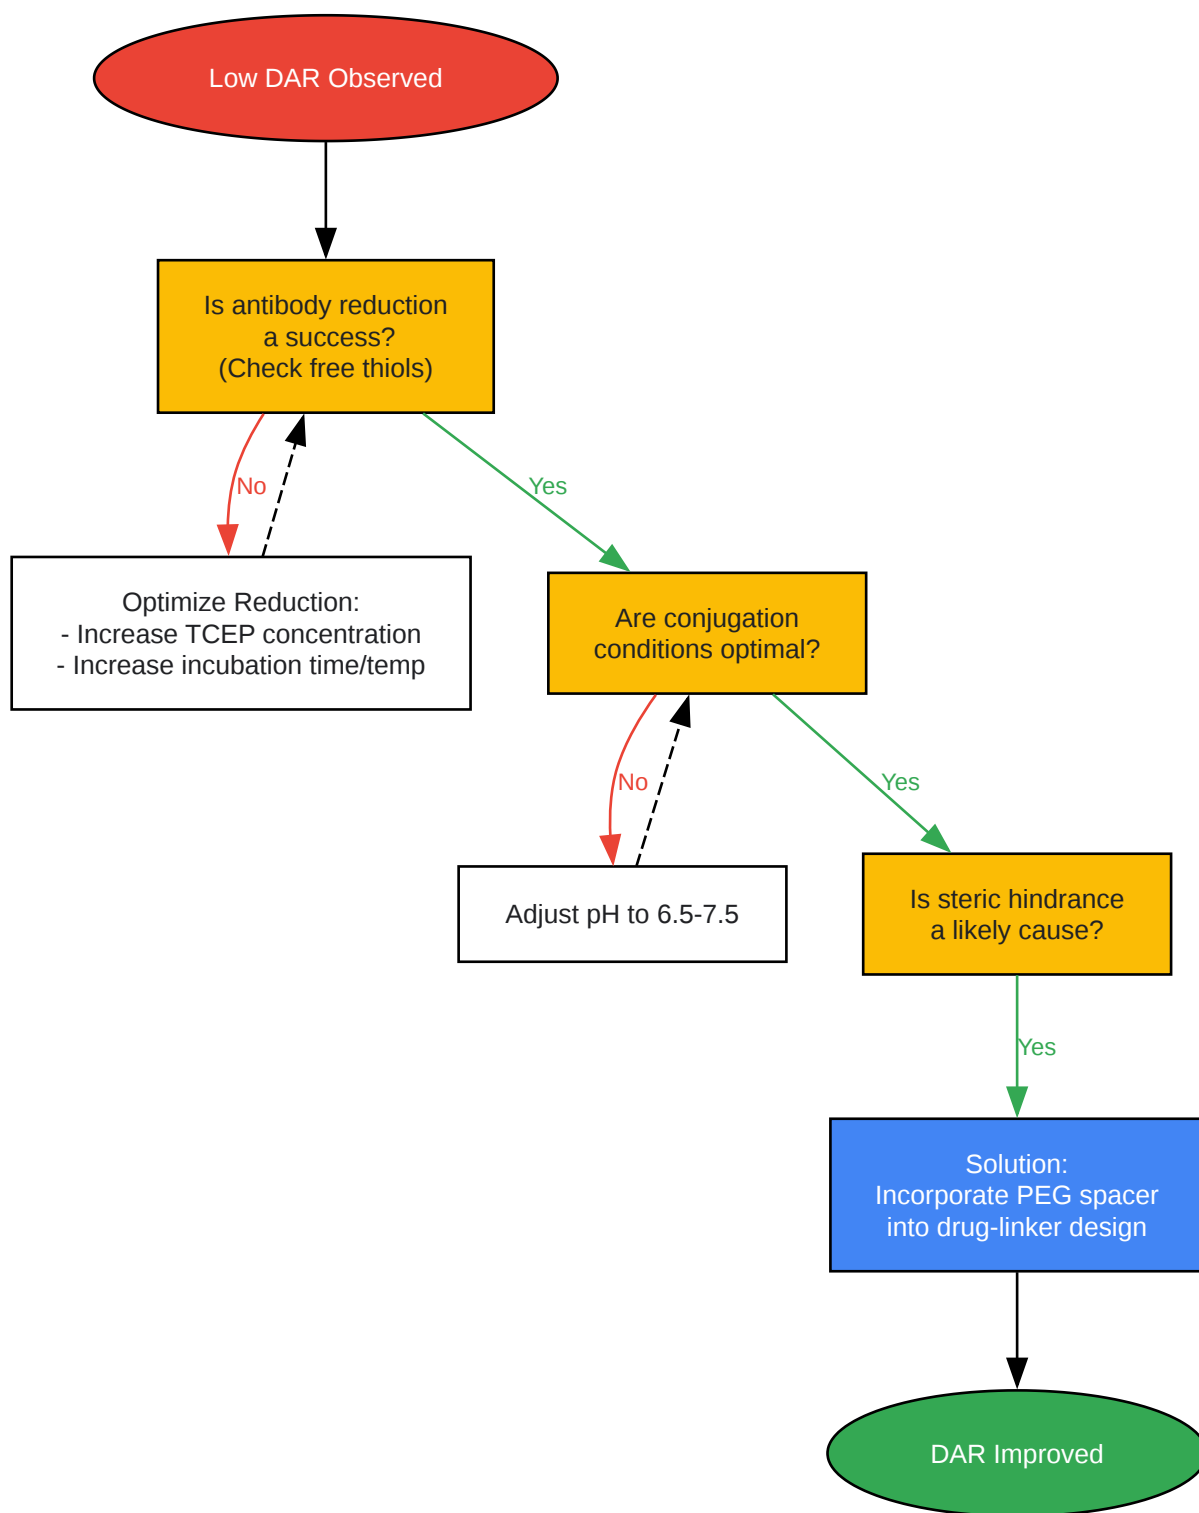 Low DAR Observed
Is antibody reduction
a success?
(Check free thiols)
No
Yes
Optimize Reduction:
- Increase TCEP concentration
- Increase incubation time/temp
Are conjugation
conditions optimal?
No
Yes
Adjust pH to 6.5-7.5
Is steric hindrance
a likely cause?
Yes
Solution:
Incorporate PEG spacer
into drug-linker design
DAR Improved